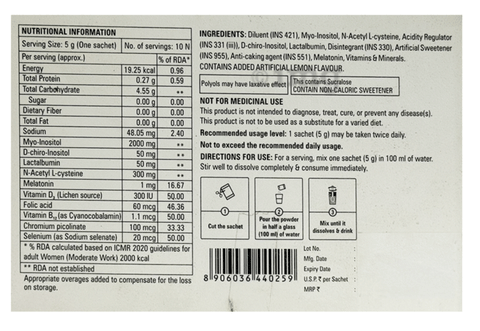 NUTRITIONAL INFORMATION
Serving Size: 5 g (One sachet) No. of servings: 10 N
Per serving (approx.) % of RDA*
Energy 19.25 kcal 0.96
Total Protein 0.27 g 0.59
Total Carbohydrate 4.55 g **
Sugar 0.00 g 0.00
Dietary Fiber 0.00 g 0.00
Total Fat 0.00 g 0.00
Sodium 48.05 mg 2.40
Myo-Inositol 2000 mg **
D-chiro-Inositol 50 mg **
Lactalbumin 50 mg **
N-Acetyl L-cysteine 300 mg **
Melatonin 1 mg 16.67
Vitamin D₃ (Lichen source) 300 IU 50.00
Folic acid 60 mcg 46.36
Vitamin B₁₂ (as Cyanocobalamin) 1.1 mcg 50.00
Chromium picolinate 100 mcg 33.33
Selenium (as Sodium selenate) 20 mcg 50.00
* % RDA calculated based on ICMR 2020 guidelines for
adult Women (Moderate Work) 2000 kcal
** RDA not established
Appropriate overages added to compensate for the loss
on storage.
INGREDIENTS: Diluent (INS 421), Myo-Inositol, N-Acetyl L-cysteine, Acidity Regulator
(INS 331 (iii)), D-chiro-Inositol, Lactalbumin, Disintegrant (INS 330), Artificial Sweetener
(INS 955), Anti-caking agent (INS 551), Melatonin, Vitamins & Minerals.
CONTAINS ADDED ARTIFICIAL LEMON FLAVOUR.
Polyols may have laxative effect
This contains Sucralose
CONTAIN NON-CALORIC SWEETENER
NOT FOR MEDICINAL USE
This product is not intended to diagnose, treat, cure, or prevent any disease(s).
This product is not to be used as a substitute for a varied diet.
Recommended usage level: 1 sachet (5 g) may be taken twice daily.
Not to exceed the recommended daily usage.
DIRECTIONS FOR USE: For a serving, mix one sachet (5 g) in 100 ml of water.
Stir well to dissolve completely & consume immediately.
1
Cut the sachet
2
Pour the powder
in half a glass
(100 ml) of water
3
Mix until it
dissolves & drink
8 906036 440259
Lot No. :
Mfg. Date :
Expiry Date :
U.S.P. ₹ per Sachet :
MRP ₹ :